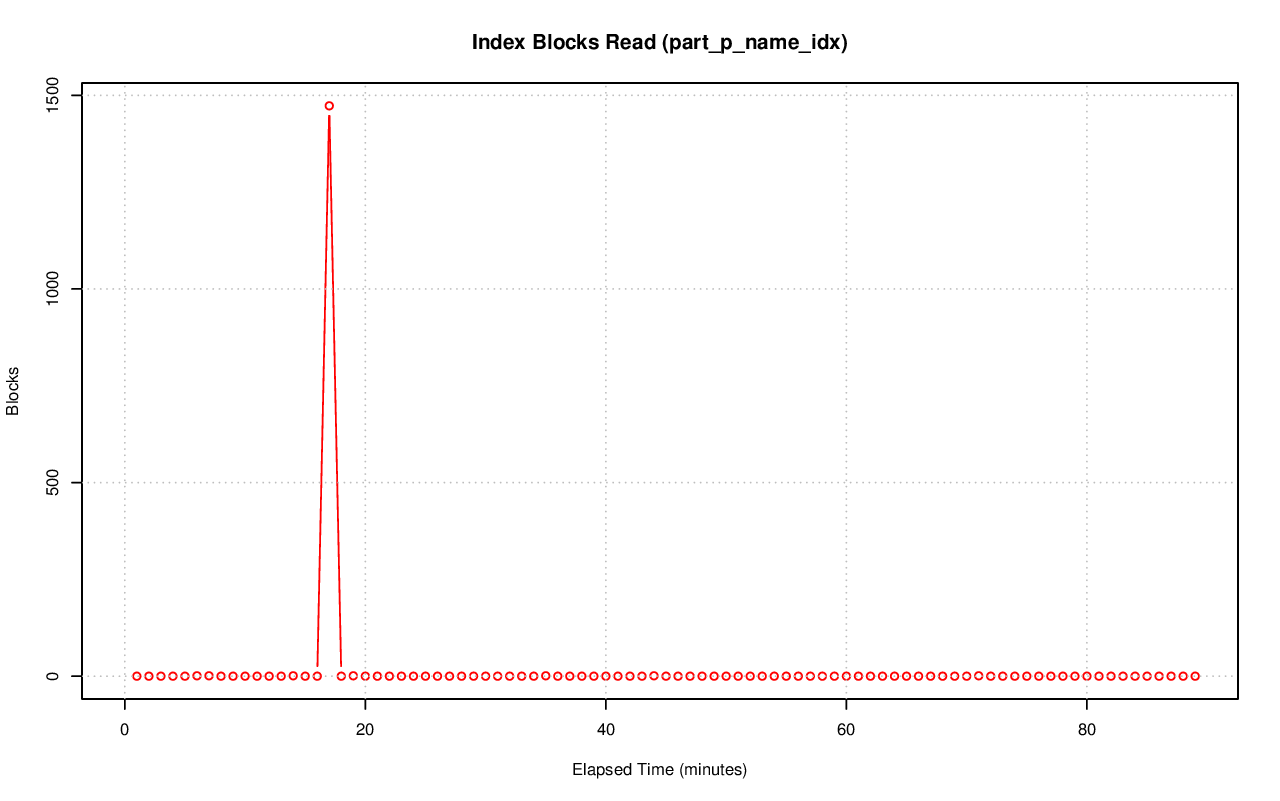 Index Blocks Read (part_p_name_idx)
1500
1000
500
0
Blocks
0 20 40 60 80
Elapsed Time (minutes)